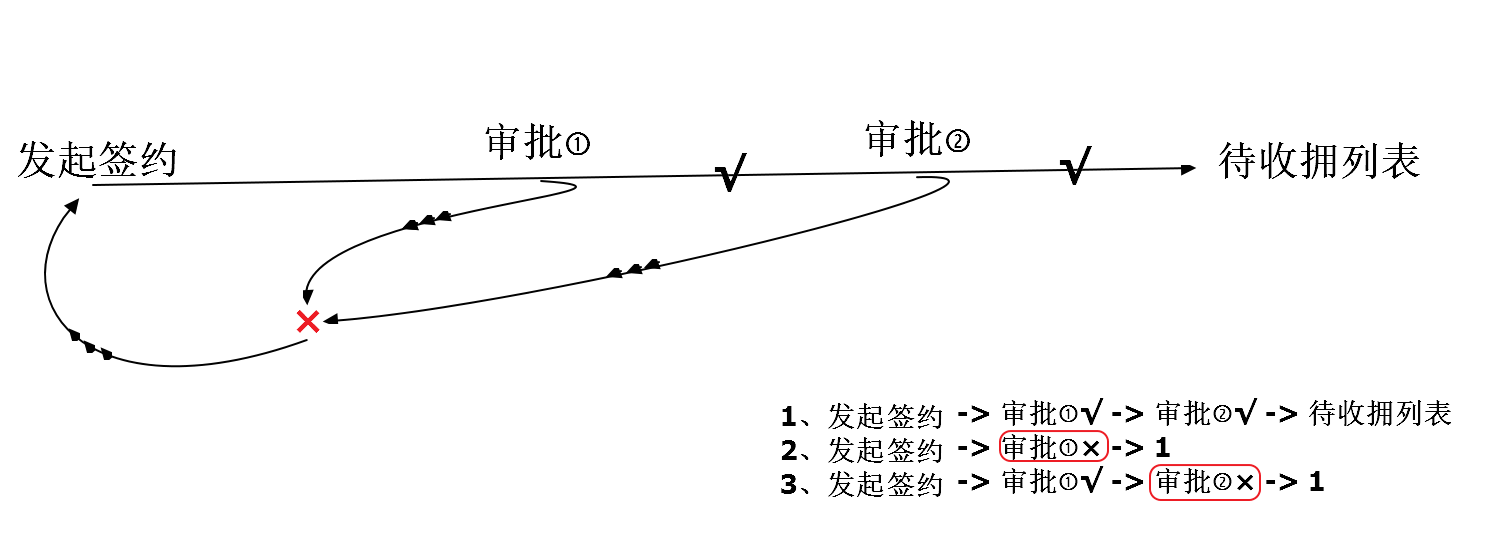 发起签约
审批①
审批②
待收拥列表
√
√
×
1、发起签约 -> 审批①√ -> 审批②√ -> 待收拥列表
2、发起签约 -> 审批①× -> 1
3、发起签约 -> 审批①√ -> 审批②× -> 1